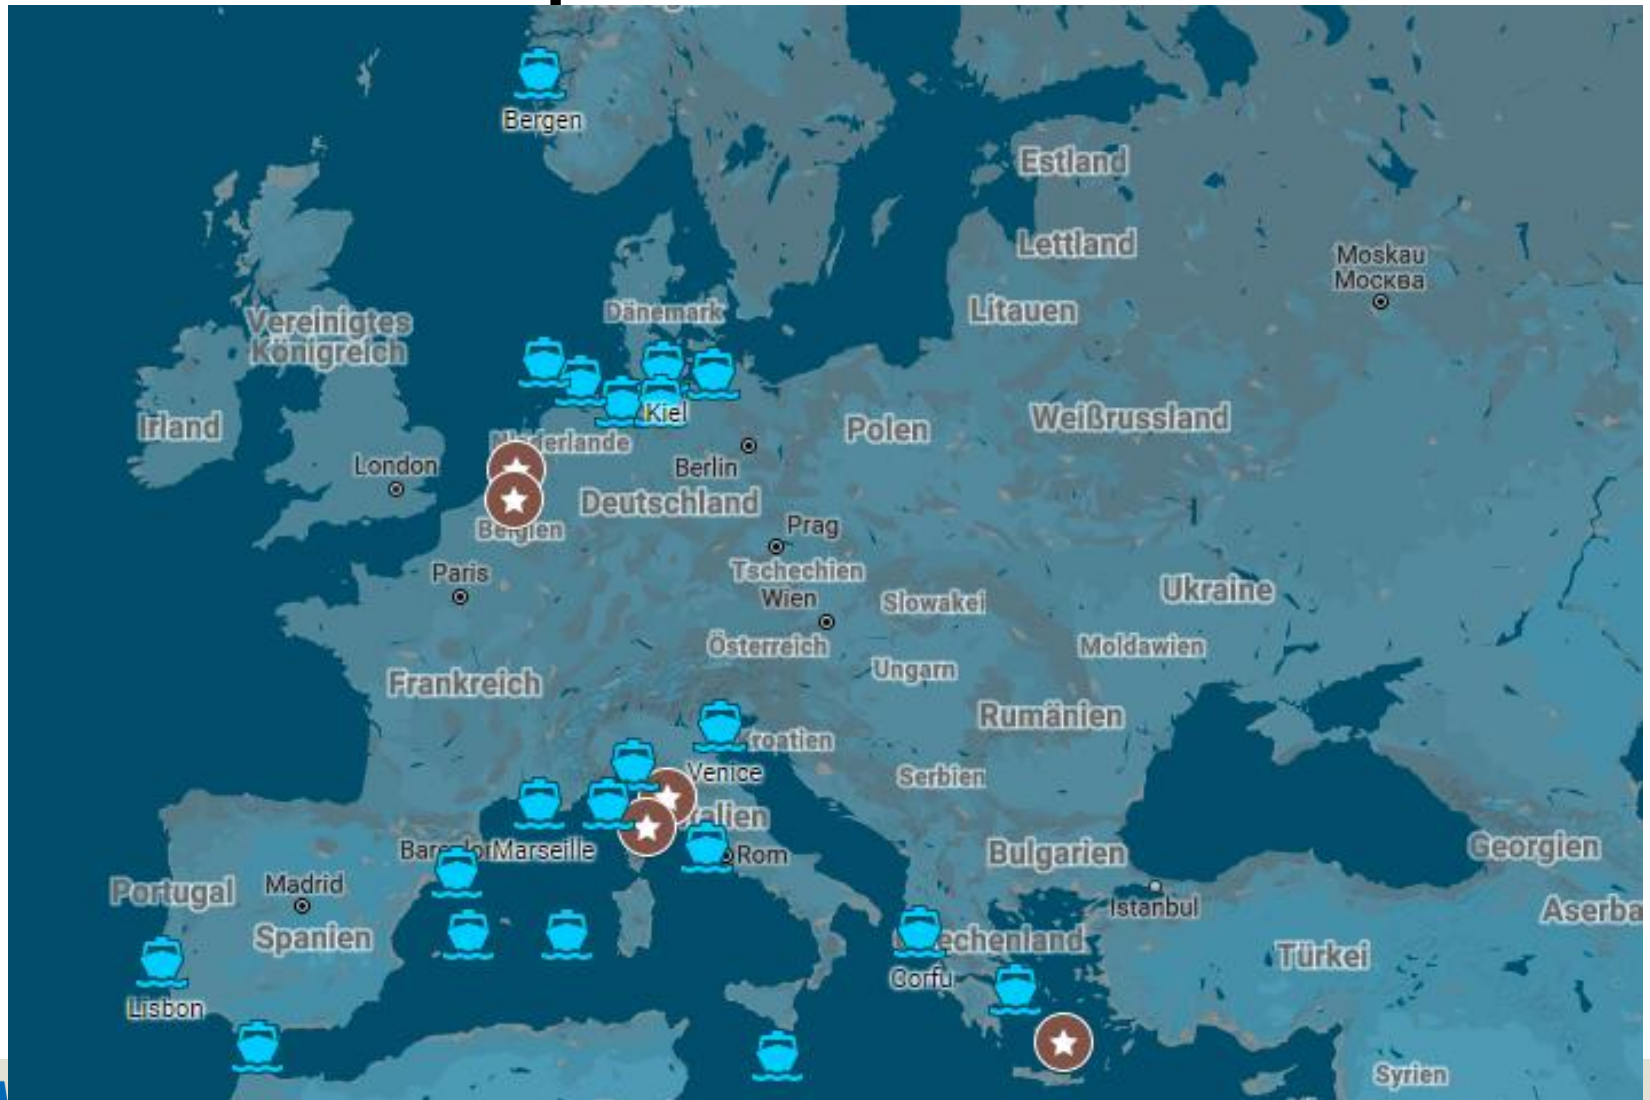 Bergen
Estland
Lettland
Moskau
Москва
Litauen
Dänemark
Vereinigtes
Königreich
Irland
Kiel
Weißrussland
Polen
London
Berlin
Deutschland
Prag
Paris
Tschechien
Ukraine
Wien
Slowakei
Österreich
Moldawien
Ungarn
Frankreich
Rumänien
Venice
Serbien
Marseille
Rom
Bulgarien
Georgien
Madrid
Portugal
Istanbul
Aserba
Spanien
Türkei
Corfu
Lisbon
Syrien